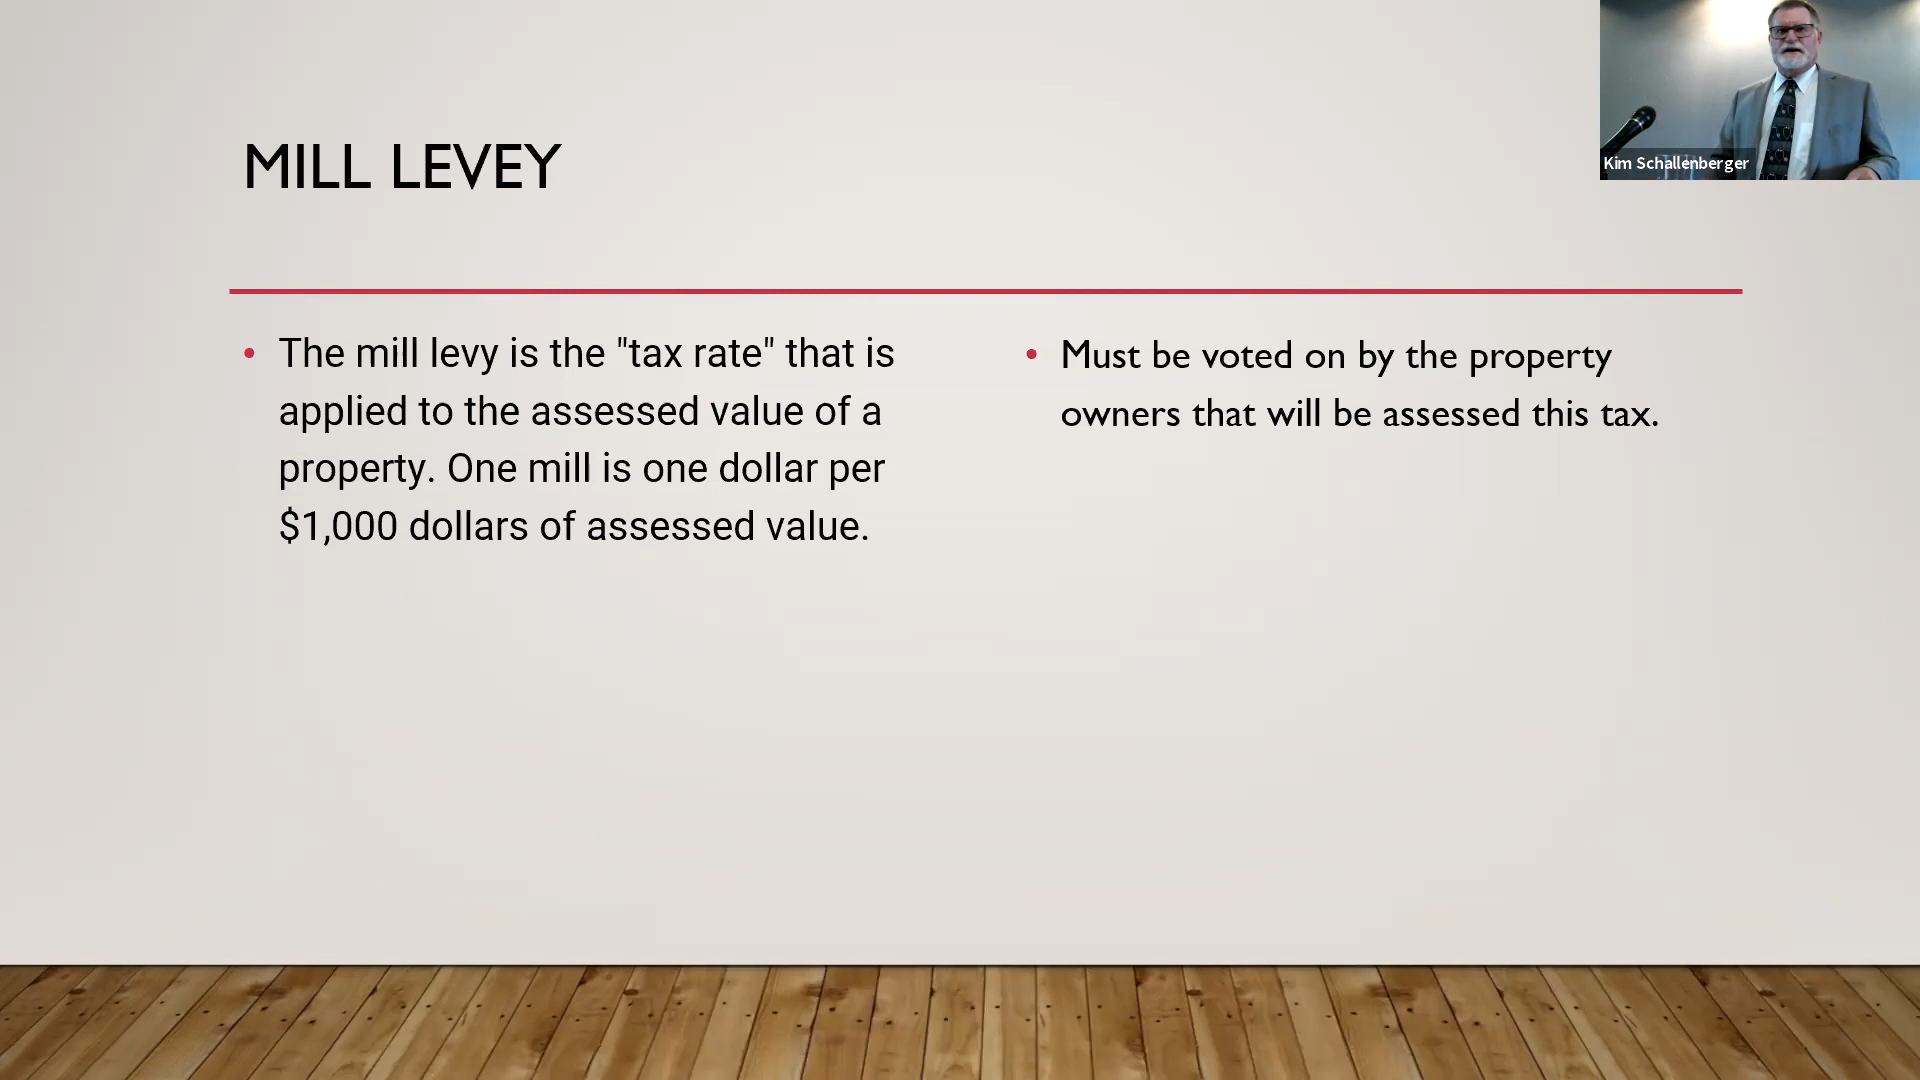 MILL LEVEY
The mill levy is the "tax rate" that is
applied to the assessed value of a
property. One mill is one dollar per
$1,000 dollars of assessed value.
Must be voted on by the property
owners that will be assessed this tax.
Kim Schallenberger